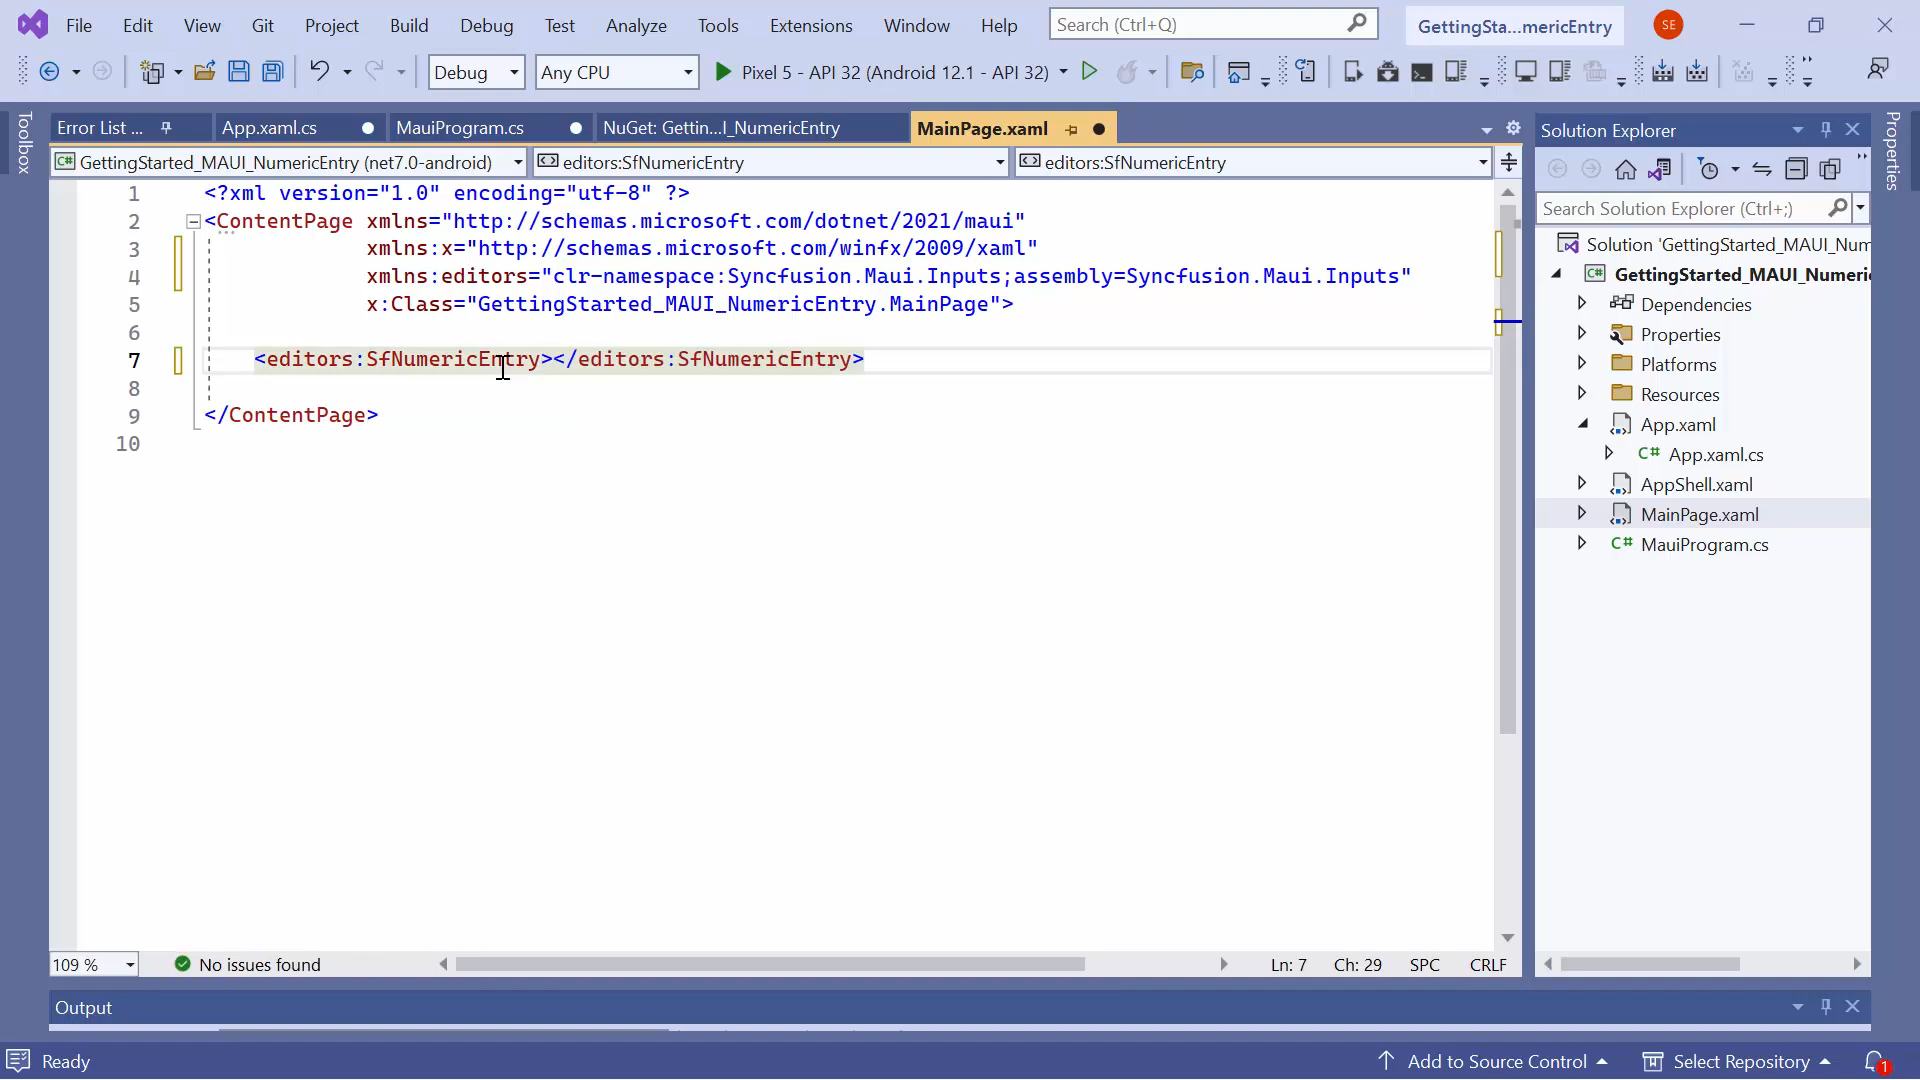 File Edit View Git Project Build Debug Test Analyze Tools Extensions Window Help Search (Ctrl+Q) GettingSta...mericEntry SE
Debug Any CPU Pixel 5 - API 32 (Android 12.1 - API 32)
Toolbox
Error List ... App.xaml.cs MauiProgram.cs NuGet: Gettin...I_NumericEntry MainPage.xaml
GettingStarted_MAUI_NumericEntry (net7.0-android) editors:SfNumericEntry editors:SfNumericEntry
1 <?xml version="1.0" encoding="utf-8" ?>
2 <ContentPage xmlns="http://schemas.microsoft.com/dotnet/2021/maui"
3 xmlns:x="http://schemas.microsoft.com/winfx/2009/xaml"
4 xmlns:editors="clr-namespace:Syncfusion.Maui.Inputs;assembly=Syncfusion.Maui.Inputs"
5 x:Class="GettingStarted_MAUI_NumericEntry.MainPage">
6
7 <editors:SfNumericEntry></editors:SfNumericEntry>
8
9 </ContentPage>
10
109 % No issues found Ln: 7 Ch: 29 SPC CRLF
Solution Explorer
Search Solution Explorer (Ctrl+;)
Solution 'GettingStarted_MAUI_Num
GettingStarted_MAUI_Numeri
Dependencies
Properties
Platforms
Resources
App.xaml
C# App.xaml.cs
AppShell.xaml
MainPage.xaml
C# MauiProgram.cs
Properties
Output
Ready Add to Source Control Select Repository 1